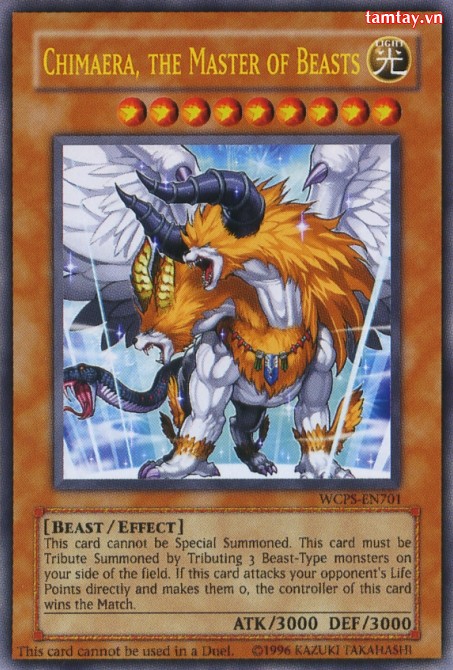 tamtay.vn
CHIMAERA, THE MASTER OF BEASTS
LIGHT
光
WCPS-EN701
[BEAST / EFFECT]
This card cannot be Special Summoned. This card must be
Tribute Summoned by Tributing 3 Beast-Type monsters on
your side of the field. If this card attacks your opponent's Life
Points directly and makes them 0, the controller of this card
wins the Match.
ATK/3000 DEF/3000
This card cannot be used in a Duel. ©1996 KAZUKI TAKAHASHI